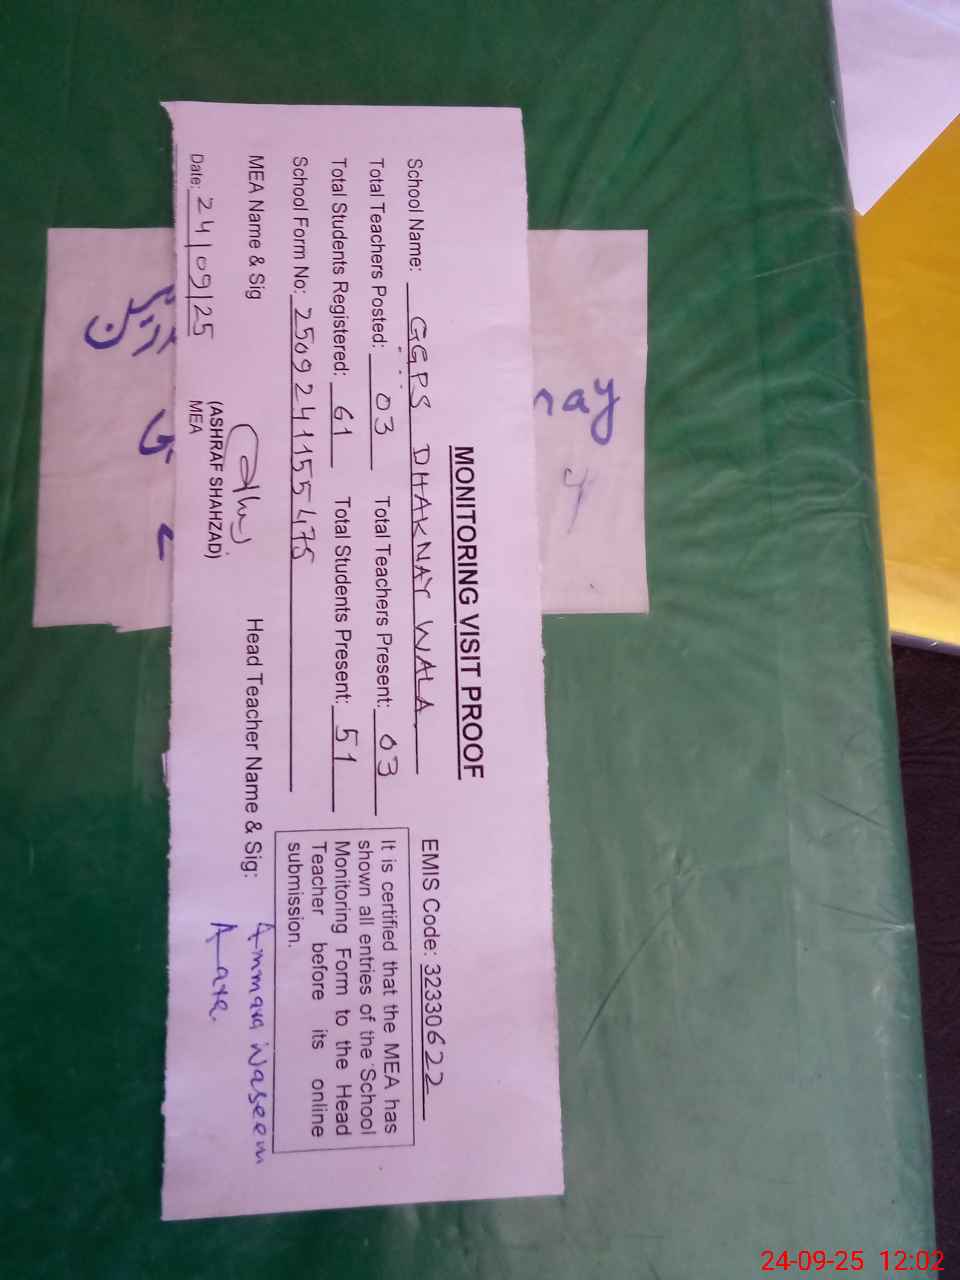 MONITORING VISIT PROOF
School Name: GGPS DHAKNAY WALA EMIS Code: 32330622
Total Teachers Posted: 03 Total Teachers Present: 03
Total Students Registered: 61 Total Students Present: 51
School Form No: 2509241155475
It is certified that the MEA has
shown all entries of the School
Monitoring Form to the Head
Teacher before its online
submission.
MEA Name & Sig Head Teacher Name & Sig: Ammara Waseem
(ASHRAF SHAHZAD)
MEA
Date: 24/09/25
24-09-25 12:02